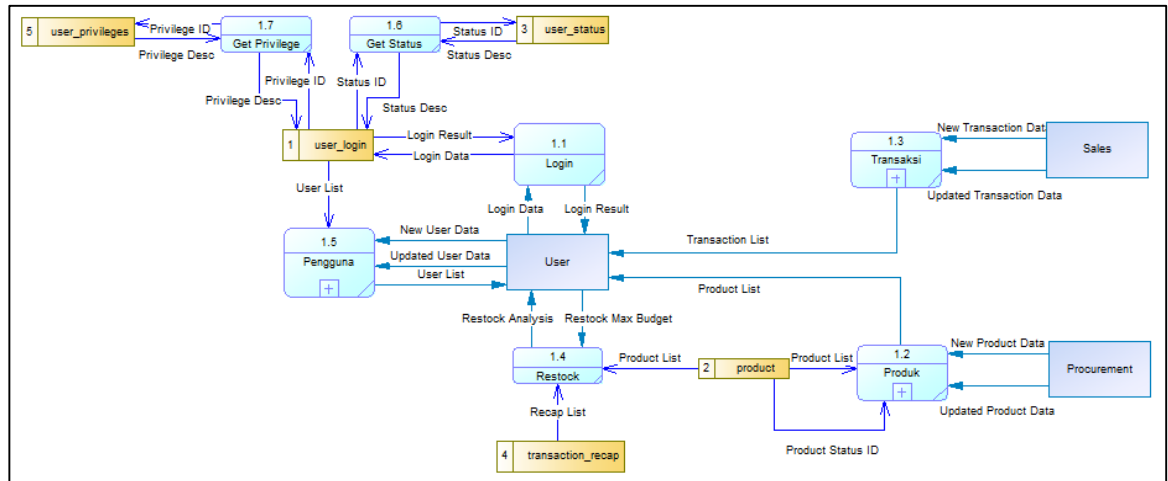 1.7
Get Privilege
1.6
Get Status
5 user_privileges
Privilege ID
Privilege Desc
Status ID
Status Desc
3 user_status
Privilege ID
Status ID
Privilege Desc
Status Desc
1 user_login
Login Result
Login Data
1.1
Login
New Transaction Dat
1.3
Transaksi
Sales
Updated Transaction Data
User List
Login Data
Login Result
1.5
Pengguna
New User Data
Updated User Data
User List
User
Transaction List
Product List
Restock Analysis
Restock Max Budget
1.4
Restock
Product List
2 product
Product List
1.2
Produk
New Product Data
Procurement
Updated Product Data
Recap List
Product Status ID
4 transaction_recap